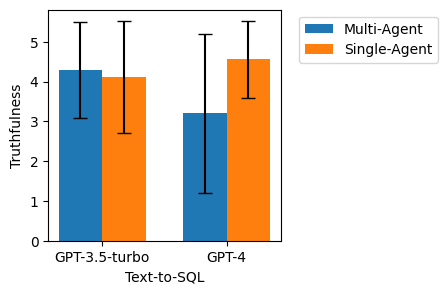 Multi-Agent
Single-Agent
Truthfulness
5
4
3
2
1
0
GPT-3.5-turbo GPT-4
Text-to-SQL